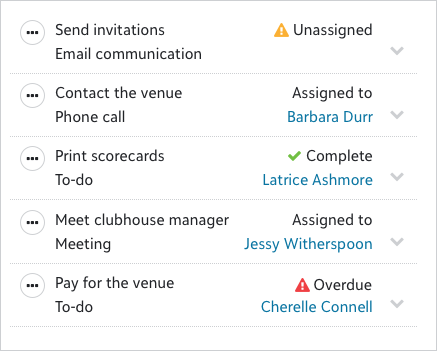 Send invitations Unassigned
Email communication
Contact the venue Assigned to
Phone call Barbara Durr
Print scorecards Complete
To-do Latrice Ashmore
Meet clubhouse manager Assigned to
Meeting Jessy Witherspoon
Pay for the venue Overdue
To-do Cherelle Connell